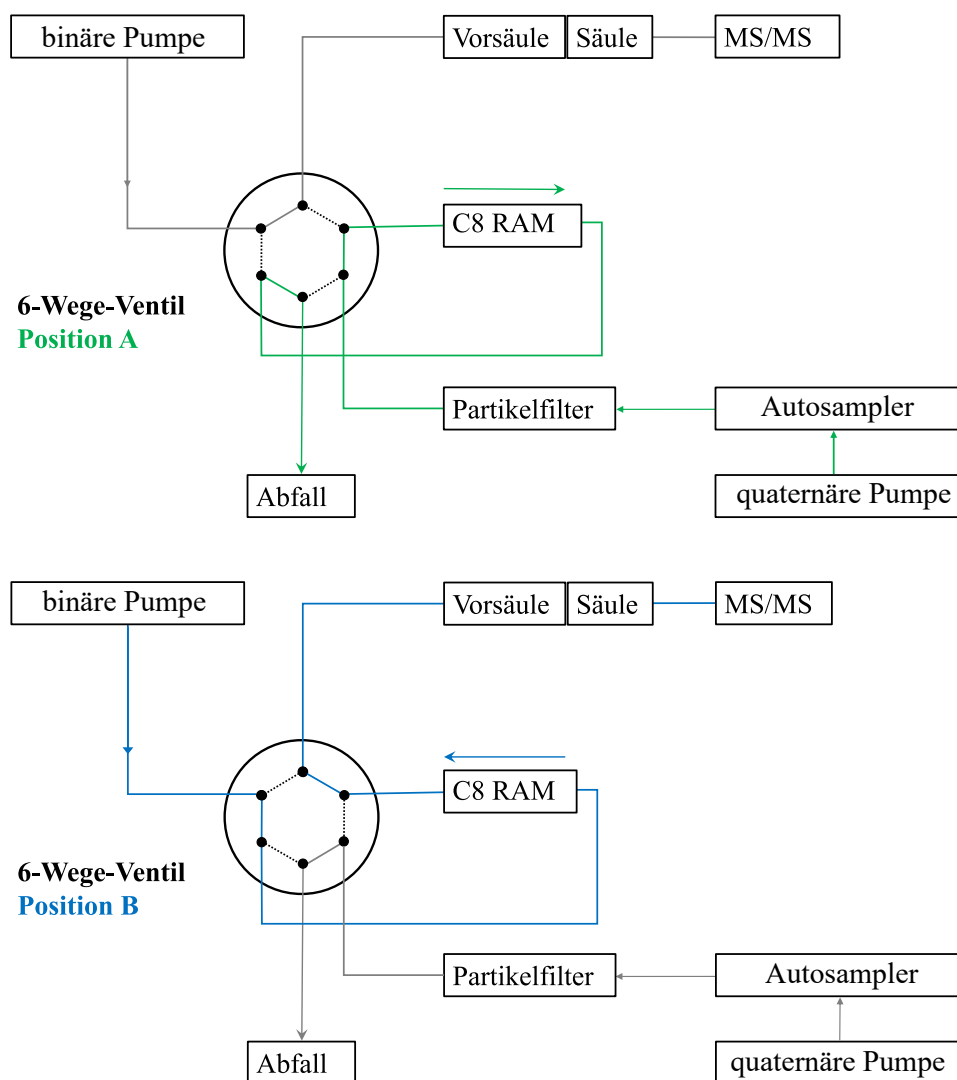 binäre Pumpe
Vorsäule
Säule
MS/MS
C8 RAM
6-Wege-Ventil
Position A
Partikelfilter
Autosampler
Abfall
quaternäre Pumpe
binäre Pumpe
Vorsäule
Säule
MS/MS
C8 RAM
6-Wege-Ventil
Position B
Partikelfilter
Autosampler
Abfall
quaternäre Pumpe